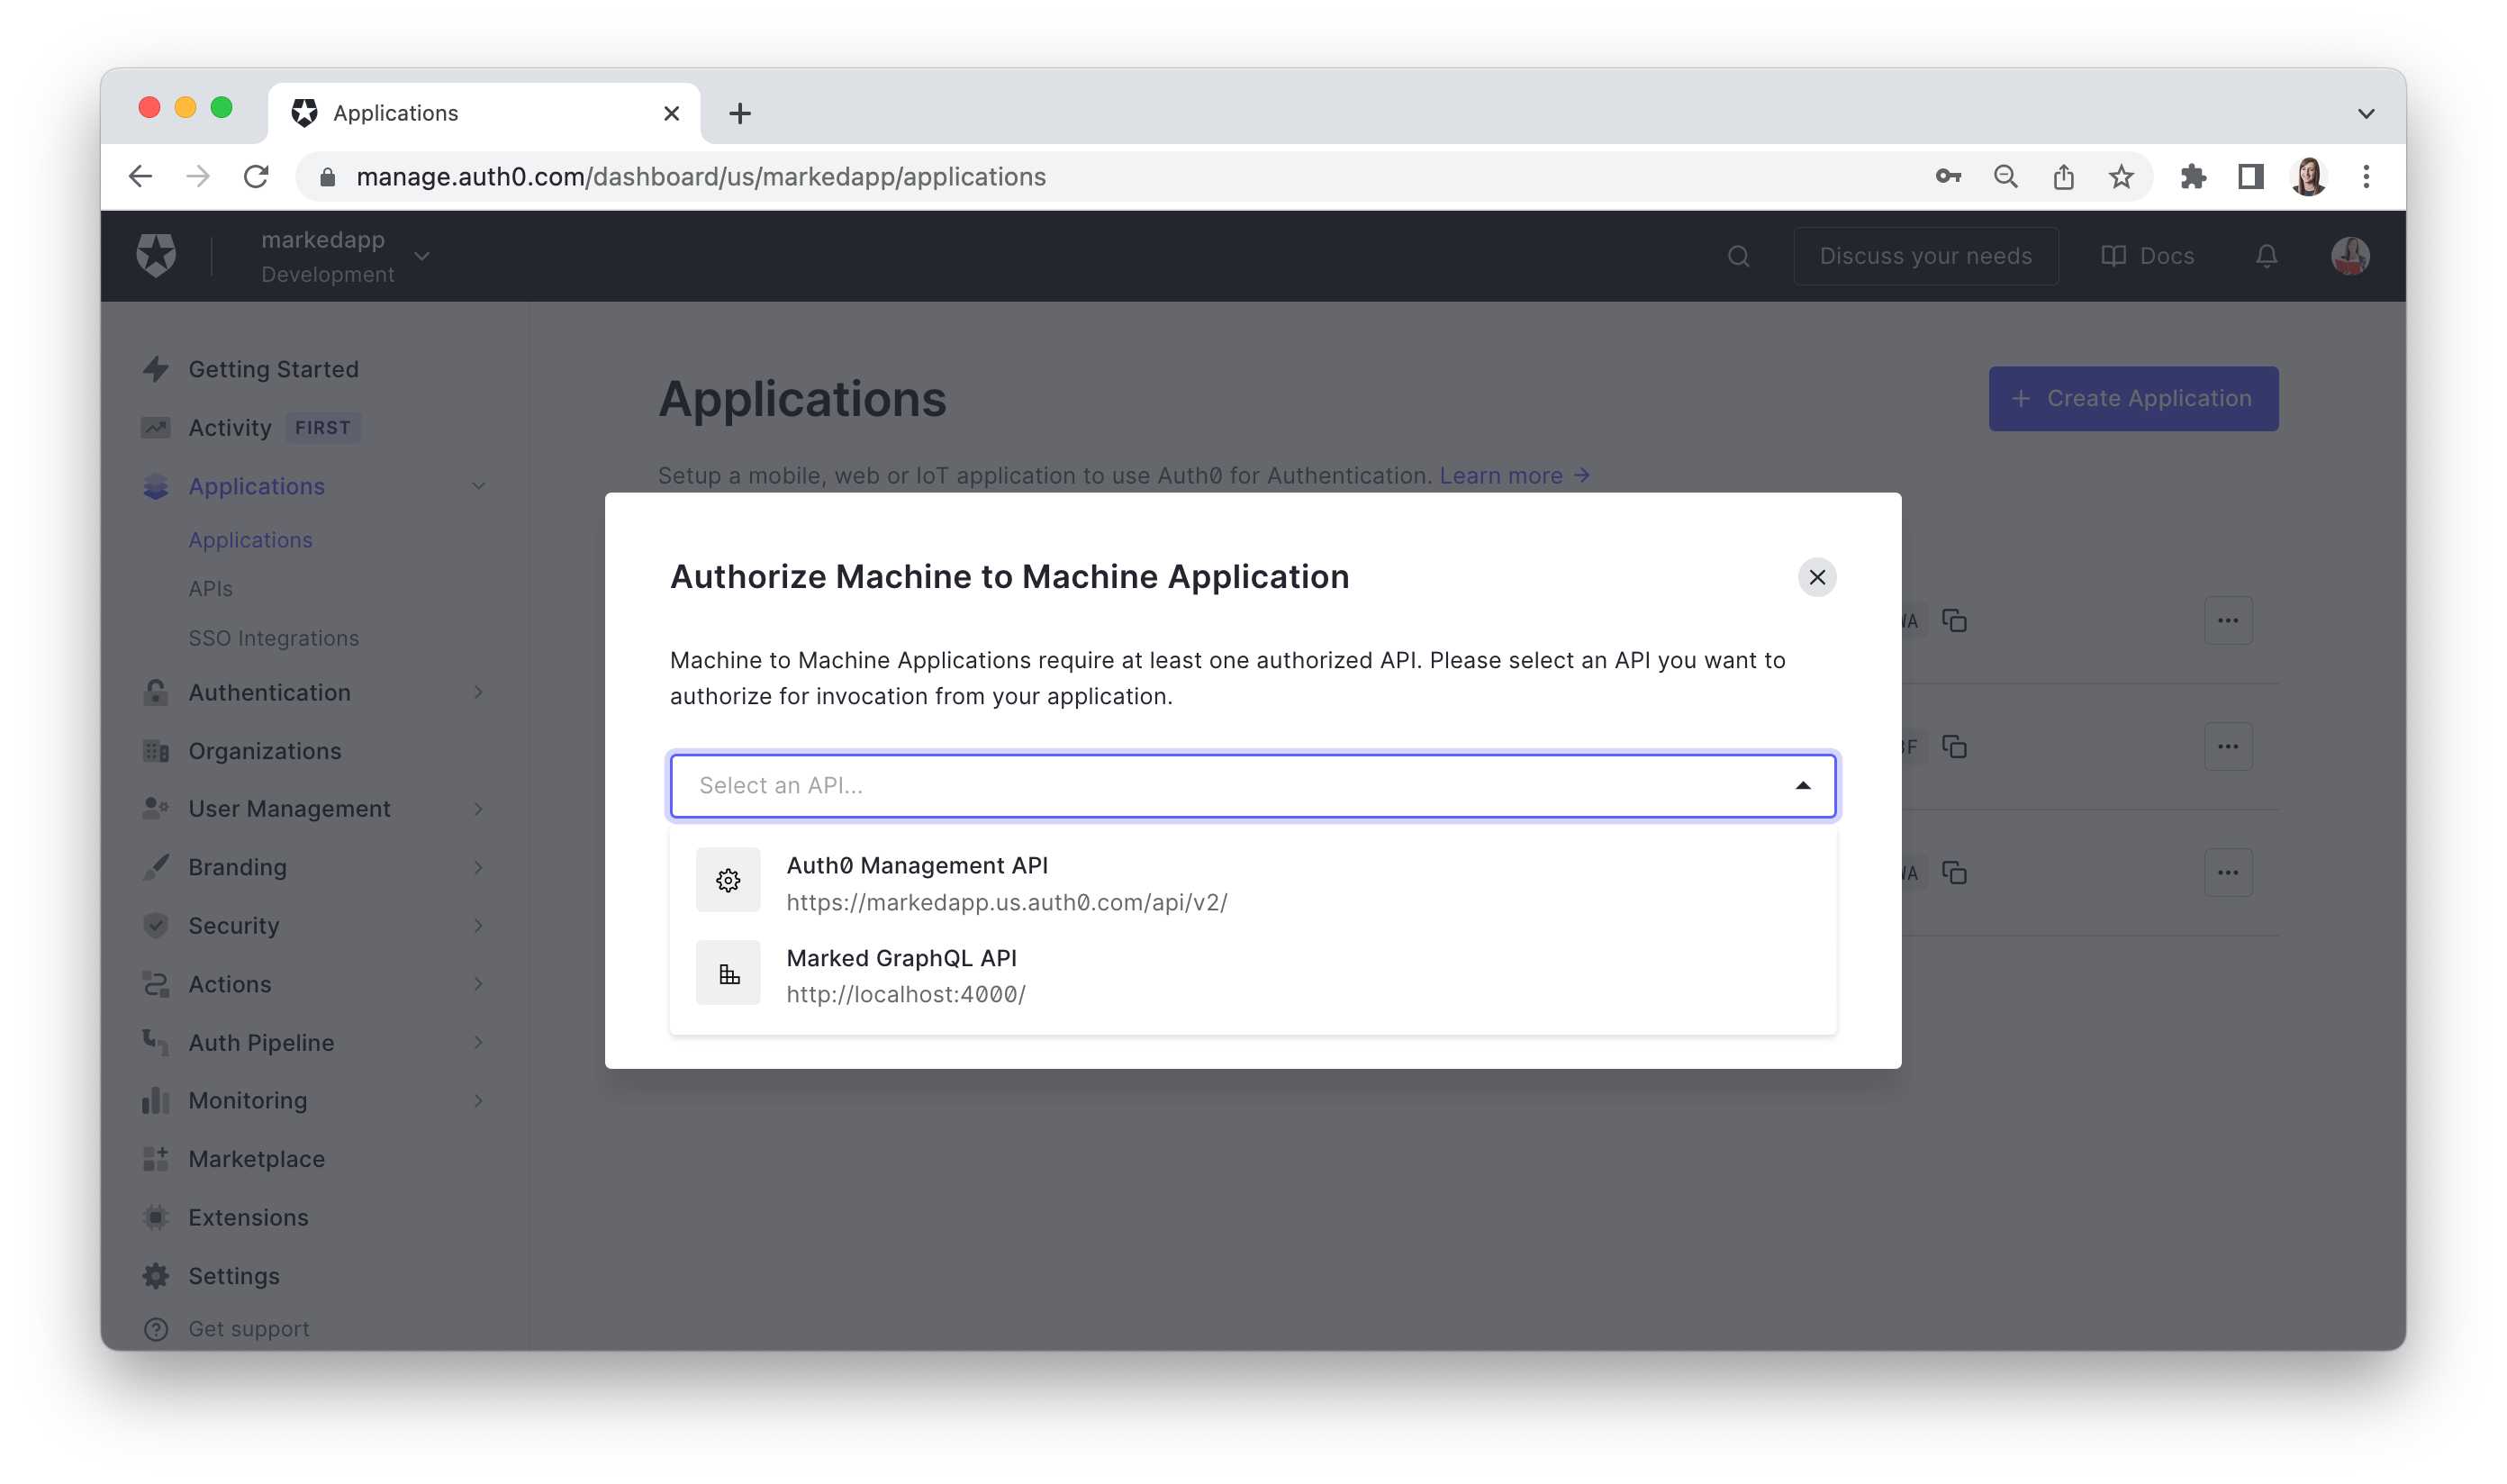 Applications
manage.auth0.com/dashboard/us/markedapp/applications
markedapp
Development
Discuss your needs
Docs
Getting Started
Activity FIRST
Applications
Applications
APIs
SSO Integrations
Authentication
Organizations
User Management
Branding
Security
Actions
Auth Pipeline
Monitoring
Marketplace
Extensions
Settings
Get support
Applications
+ Create Application
Setup a mobile, web or IoT application to use Auth0 for Authentication. Learn more →
Authorize Machine to Machine Application
Machine to Machine Applications require at least one authorized API. Please select an API you want to
authorize for invocation from your application.
Select an API...
Auth0 Management API
https://markedapp.us.auth0.com/api/v2/
Marked GraphQL API
http://localhost:4000/